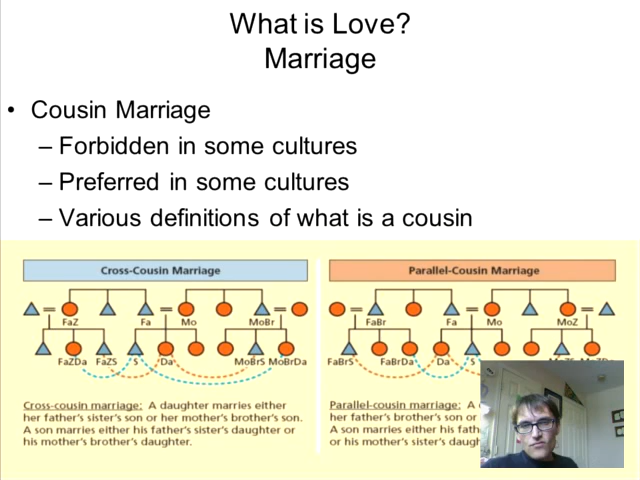 What is Love?
Marriage
• Cousin Marriage
– Forbidden in some cultures
– Preferred in some cultures
– Various definitions of what is a cousin
Cross-Cousin Marriage
FaZ Fa Mo MoBr
FaZDa FaZS S Da MoBrS MoBrDa
Cross-cousin marriage: A daughter marries either
her father's sister's son or her mother's brother's son.
A son marries either his father's sister's daughter or
his mother's brother's daughter.
Parallel-Cousin Marriage
FaBr Fa Mo MoZ
FaBrS FaBrDa Da S
Parallel-cousin marriage: A
her father's brother's son or
A son marries either his fath
or his mother's sister's daugh